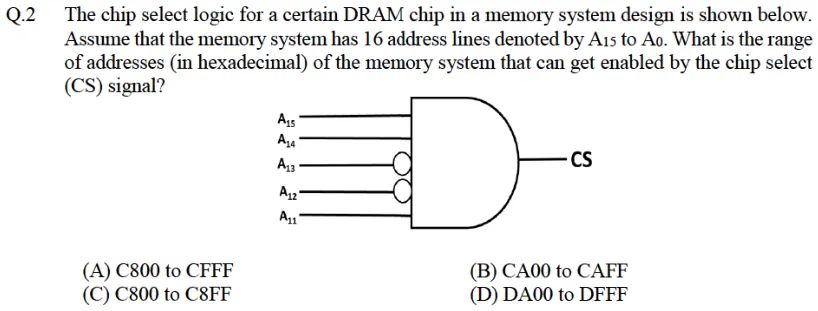 Q.2 The chip select logic for a certain DRAM chip in a memory system design is shown below.
Assume that the memory system has 16 address lines denoted by A15 to A0. What is the range
of addresses (in hexadecimal) of the memory system that can get enabled by the chip select
(CS) signal?
A15
A14
A13
CS
A12
A11
(A) C800 to CFFF (B) CA00 to CAFF
(C) C800 to C8FF (D) DA00 to DFFF